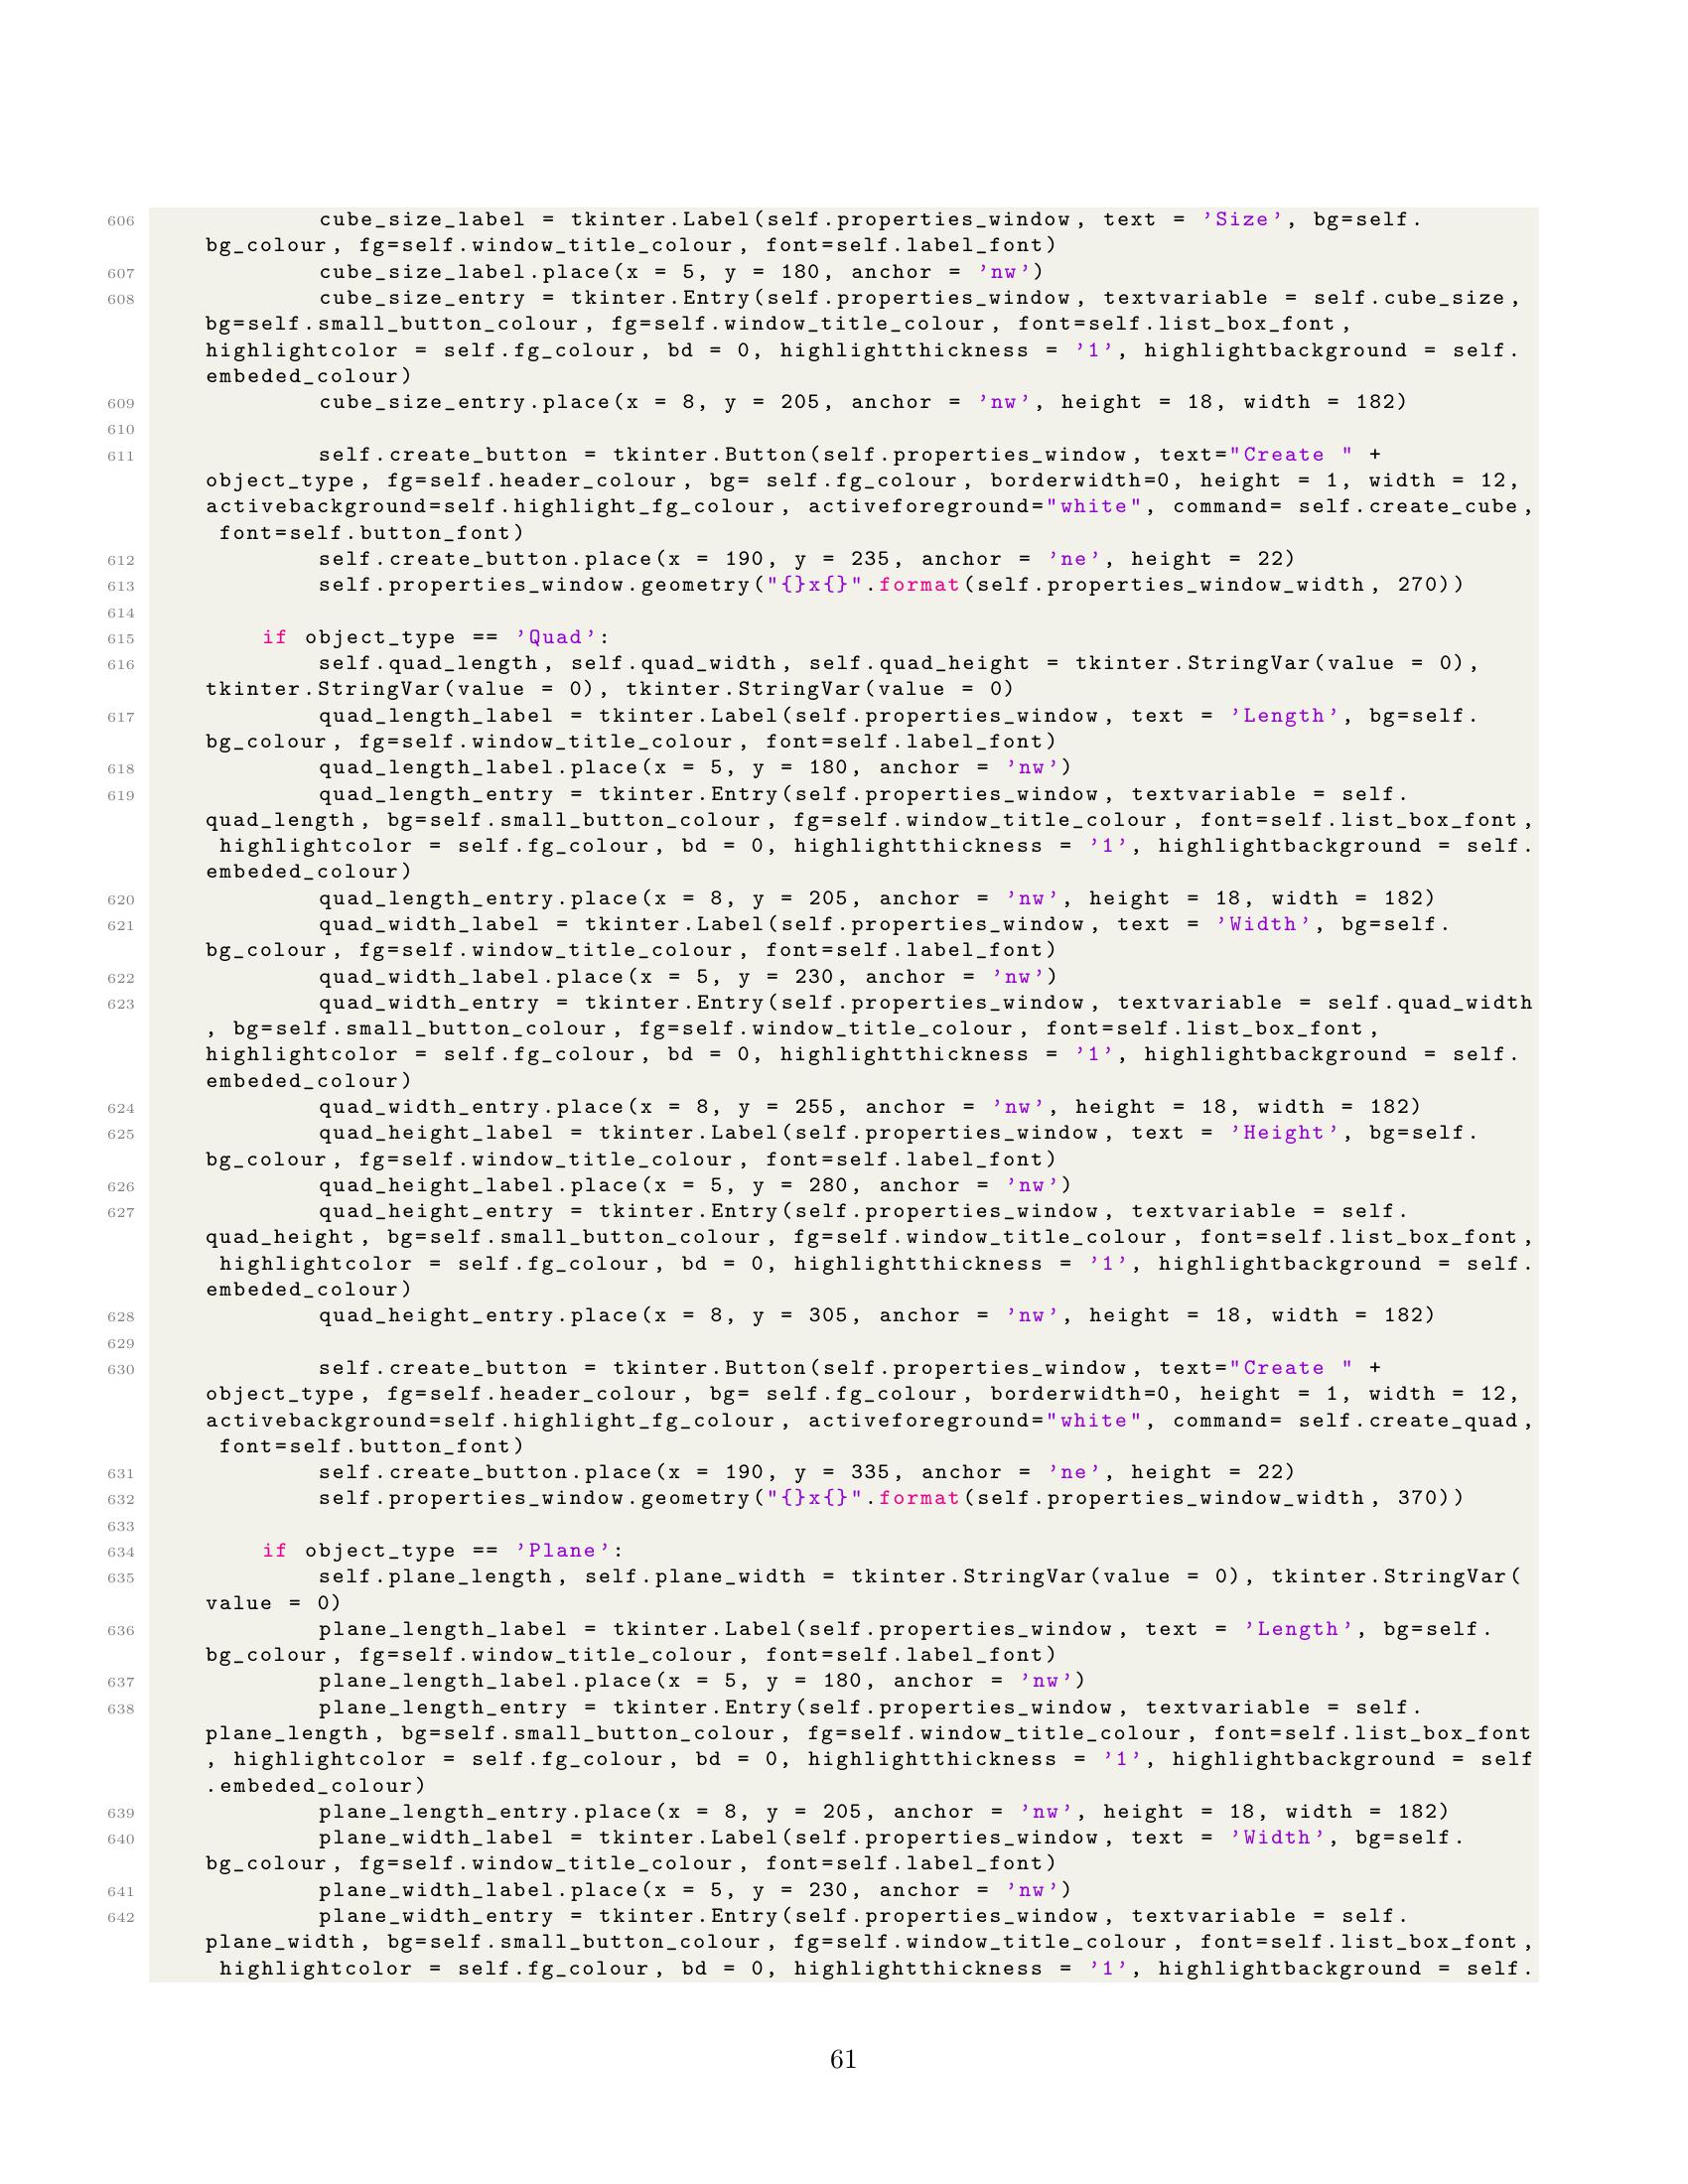 606 cube_size_label = tkinter.Label(self.properties_window, text = 'Size', bg=self.
bg_colour, fg=self.window_title_colour, font=self.label_font)
607 cube_size_label.place(x = 5, y = 180, anchor = 'nw')
608 cube_size_entry = tkinter.Entry(self.properties_window, textvariable = self.cube_size,
bg=self.small_button_colour, fg=self.window_title_colour, font=self.list_box_font,
highlightcolor = self.fg_colour, bd = 0, highlightthickness = '1', highlightbackground = self.
embeded_colour)
609 cube_size_entry.place(x = 8, y = 205, anchor = 'nw', height = 18, width = 182)
610
611 self.create_button = tkinter.Button(self.properties_window, text="Create " +
object_type, fg=self.header_colour, bg= self.fg_colour, borderwidth=0, height = 1, width = 12,
activebackground=self.highlight_fg_colour, activeforeground="white", command= self.create_cube,
font=self.button_font)
612 self.create_button.place(x = 190, y = 235, anchor = 'ne', height = 22)
613 self.properties_window.geometry("{}x{}".format(self.properties_window_width, 270))
614
615 if object_type == 'Quad':
616 self.quad_length, self.quad_width, self.quad_height = tkinter.StringVar(value = 0),
tkinter.StringVar(value = 0), tkinter.StringVar(value = 0)
617 quad_length_label = tkinter.Label(self.properties_window, text = 'Length', bg=self.
bg_colour, fg=self.window_title_colour, font=self.label_font)
618 quad_length_label.place(x = 5, y = 180, anchor = 'nw')
619 quad_length_entry = tkinter.Entry(self.properties_window, textvariable = self.
quad_length, bg=self.small_button_colour, fg=self.window_title_colour, font=self.list_box_font,
highlightcolor = self.fg_colour, bd = 0, highlightthickness = '1', highlightbackground = self.
embeded_colour)
620 quad_length_entry.place(x = 8, y = 205, anchor = 'nw', height = 18, width = 182)
621 quad_width_label = tkinter.Label(self.properties_window, text = 'Width', bg=self.
bg_colour, fg=self.window_title_colour, font=self.label_font)
622 quad_width_label.place(x = 5, y = 230, anchor = 'nw')
623 quad_width_entry = tkinter.Entry(self.properties_window, textvariable = self.quad_width
, bg=self.small_button_colour, fg=self.window_title_colour, font=self.list_box_font,
highlightcolor = self.fg_colour, bd = 0, highlightthickness = '1', highlightbackground = self.
embeded_colour)
624 quad_width_entry.place(x = 8, y = 255, anchor = 'nw', height = 18, width = 182)
625 quad_height_label = tkinter.Label(self.properties_window, text = 'Height', bg=self.
bg_colour, fg=self.window_title_colour, font=self.label_font)
626 quad_height_label.place(x = 5, y = 280, anchor = 'nw')
627 quad_height_entry = tkinter.Entry(self.properties_window, textvariable = self.
quad_height, bg=self.small_button_colour, fg=self.window_title_colour, font=self.list_box_font,
highlightcolor = self.fg_colour, bd = 0, highlightthickness = '1', highlightbackground = self.
embeded_colour)
628 quad_height_entry.place(x = 8, y = 305, anchor = 'nw', height = 18, width = 182)
629
630 self.create_button = tkinter.Button(self.properties_window, text="Create " +
object_type, fg=self.header_colour, bg= self.fg_colour, borderwidth=0, height = 1, width = 12,
activebackground=self.highlight_fg_colour, activeforeground="white", command= self.create_quad,
font=self.button_font)
631 self.create_button.place(x = 190, y = 335, anchor = 'ne', height = 22)
632 self.properties_window.geometry("{}x{}".format(self.properties_window_width, 370))
633
634 if object_type == 'Plane':
635 self.plane_length, self.plane_width = tkinter.StringVar(value = 0), tkinter.StringVar(
value = 0)
636 plane_length_label = tkinter.Label(self.properties_window, text = 'Length', bg=self.
bg_colour, fg=self.window_title_colour, font=self.label_font)
637 plane_length_label.place(x = 5, y = 180, anchor = 'nw')
638 plane_length_entry = tkinter.Entry(self.properties_window, textvariable = self.
plane_length, bg=self.small_button_colour, fg=self.window_title_colour, font=self.list_box_font
, highlightcolor = self.fg_colour, bd = 0, highlightthickness = '1', highlightbackground = self
.embeded_colour)
639 plane_length_entry.place(x = 8, y = 205, anchor = 'nw', height = 18, width = 182)
640 plane_width_label = tkinter.Label(self.properties_window, text = 'Width', bg=self.
bg_colour, fg=self.window_title_colour, font=self.label_font)
641 plane_width_label.place(x = 5, y = 230, anchor = 'nw')
642 plane_width_entry = tkinter.Entry(self.properties_window, textvariable = self.
plane_width, bg=self.small_button_colour, fg=self.window_title_colour, font=self.list_box_font,
highlightcolor = self.fg_colour, bd = 0, highlightthickness = '1', highlightbackground = self.
61